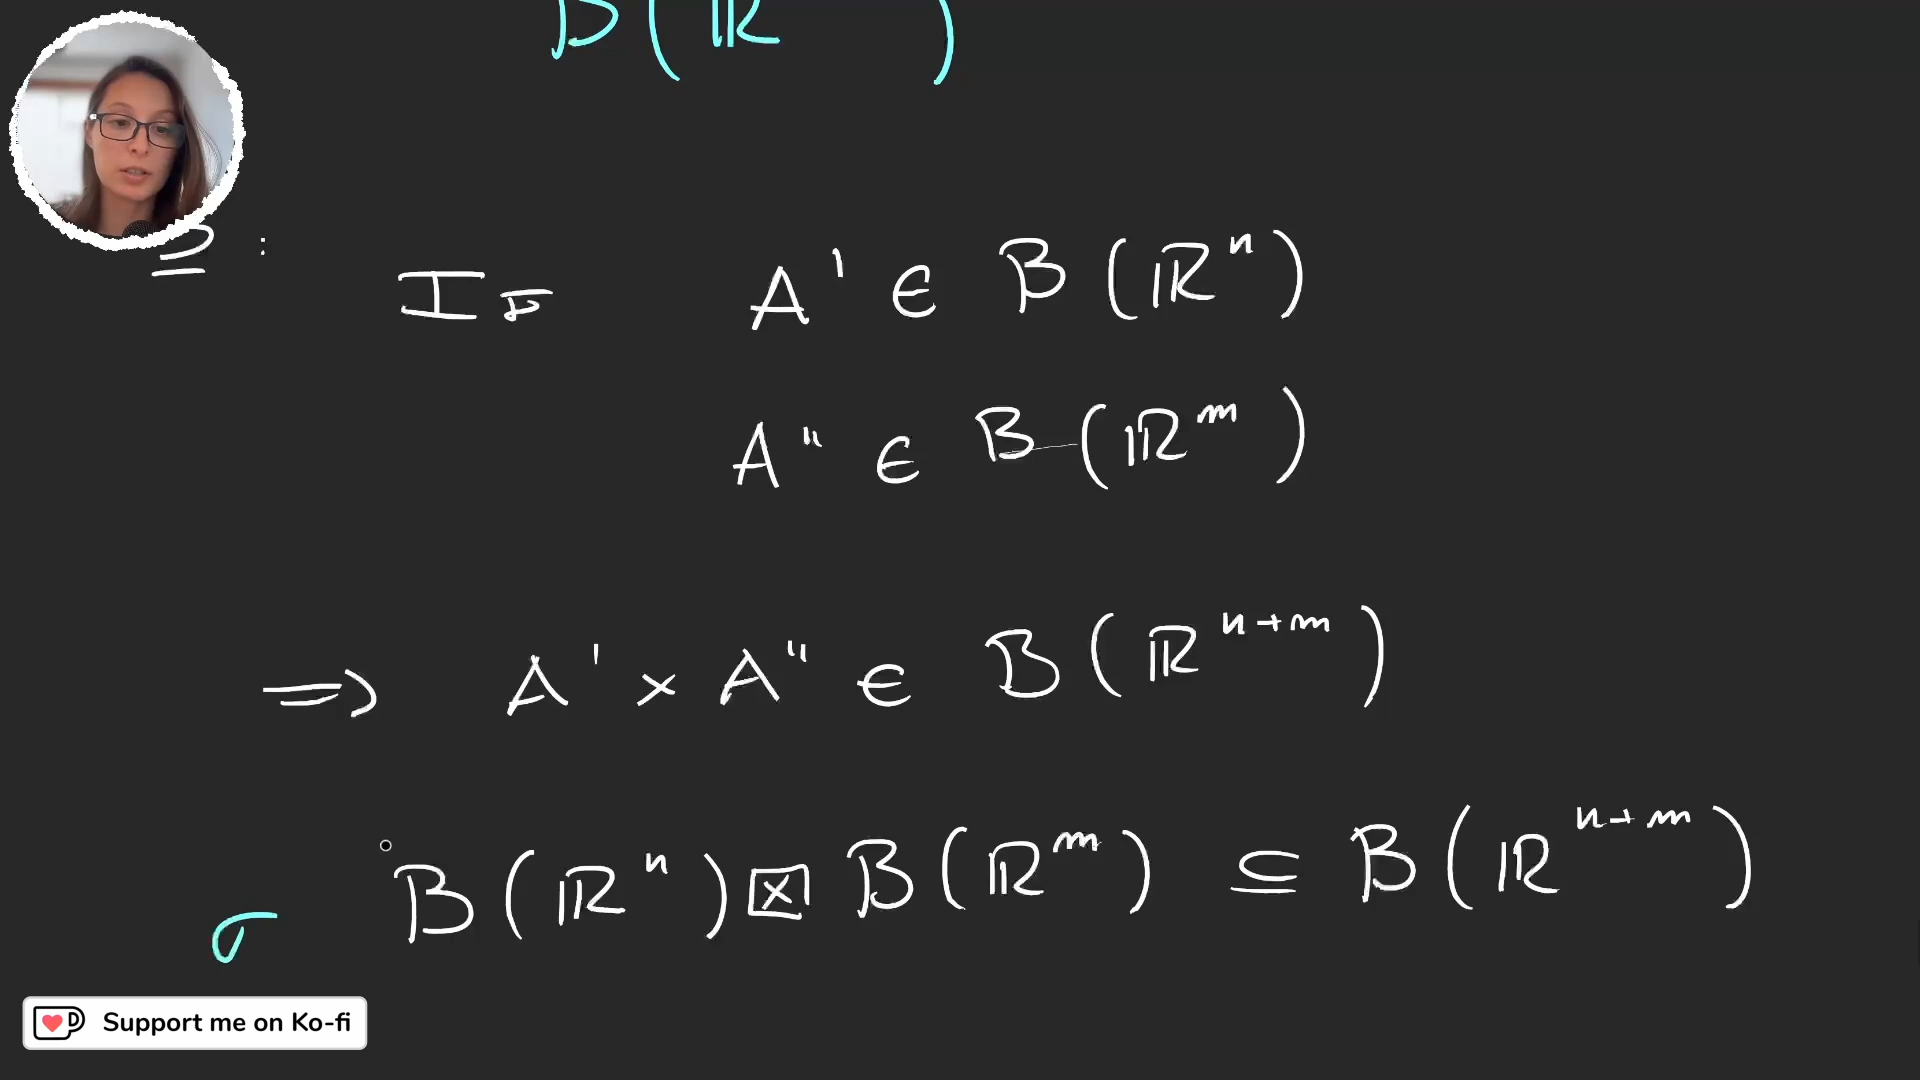 B(ℝ )
⊇ :
IF A' ∈ B(ℝⁿ)
A'' ∈ B(ℝᵐ)
⇒ A' × A'' ∈ B(ℝⁿ⁺ᵐ)
σ B(ℝⁿ) ⊠ B(ℝᵐ) ⊆ B(ℝⁿ⁺ᵐ)
Support me on Ko-fi